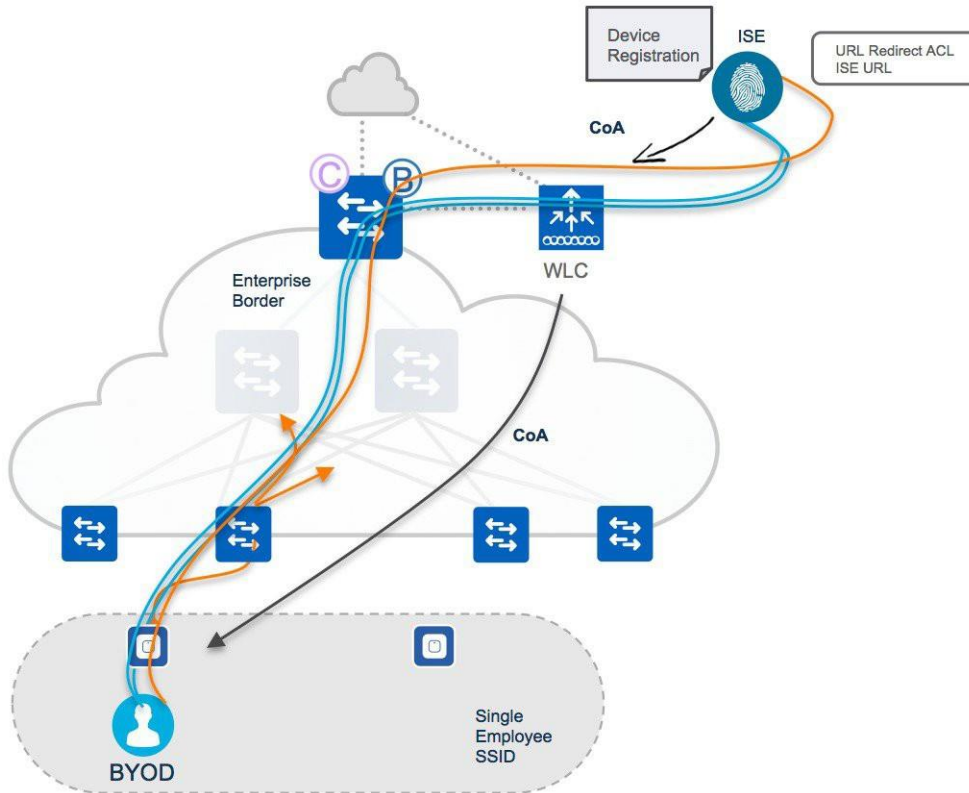 Device
Registration
ISE
URL Redirect ACL
ISE URL
CoA
C
B
WLC
Enterprise
Border
CoA
Single
Employee
SSID
BYOD